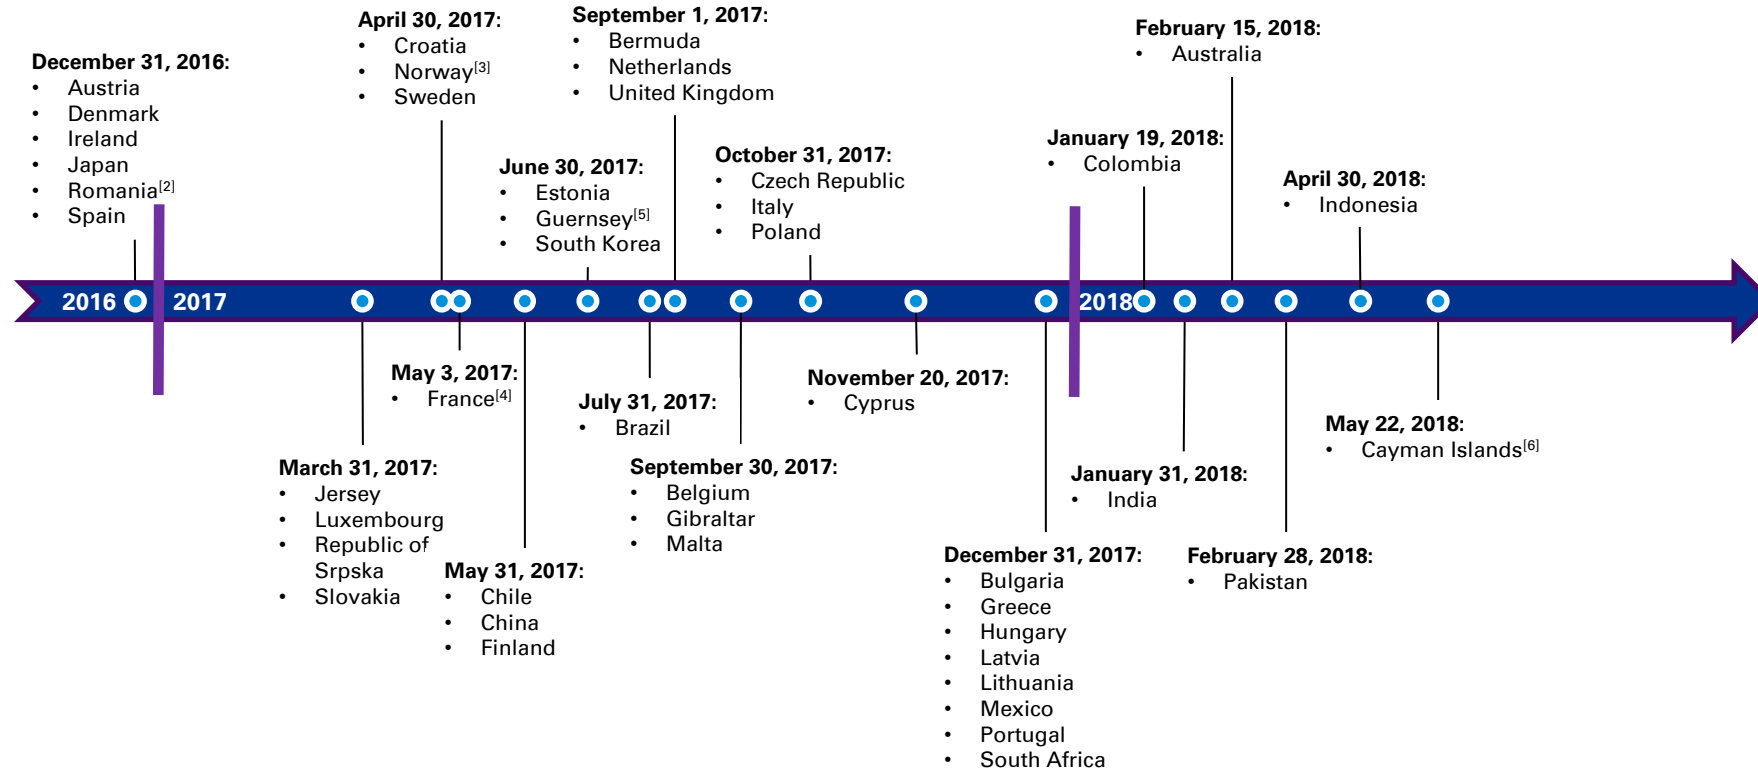 December 31, 2016:
• Austria
• Denmark
• Ireland
• Japan
• Romania[2]
• Spain
April 30, 2017:
• Croatia
• Norway[3]
• Sweden
June 30, 2017:
• Estonia
• Guernsey[5]
• South Korea
September 1, 2017:
• Bermuda
• Netherlands
• United Kingdom
October 31, 2017:
• Czech Republic
• Italy
• Poland
January 19, 2018:
• Colombia
February 15, 2018:
• Australia
April 30, 2018:
• Indonesia
2016
2017
2018
March 31, 2017:
• Jersey
• Luxembourg
• Republic of
Srpska
• Slovakia
May 3, 2017:
• France[4]
May 31, 2017:
• Chile
• China
• Finland
July 31, 2017:
• Brazil
September 30, 2017:
• Belgium
• Gibraltar
• Malta
November 20, 2017:
• Cyprus
December 31, 2017:
• Bulgaria
• Greece
• Hungary
• Latvia
• Lithuania
• Mexico
• Portugal
• South Africa
January 31, 2018:
• India
February 28, 2018:
• Pakistan
May 22, 2018:
• Cayman Islands[6]